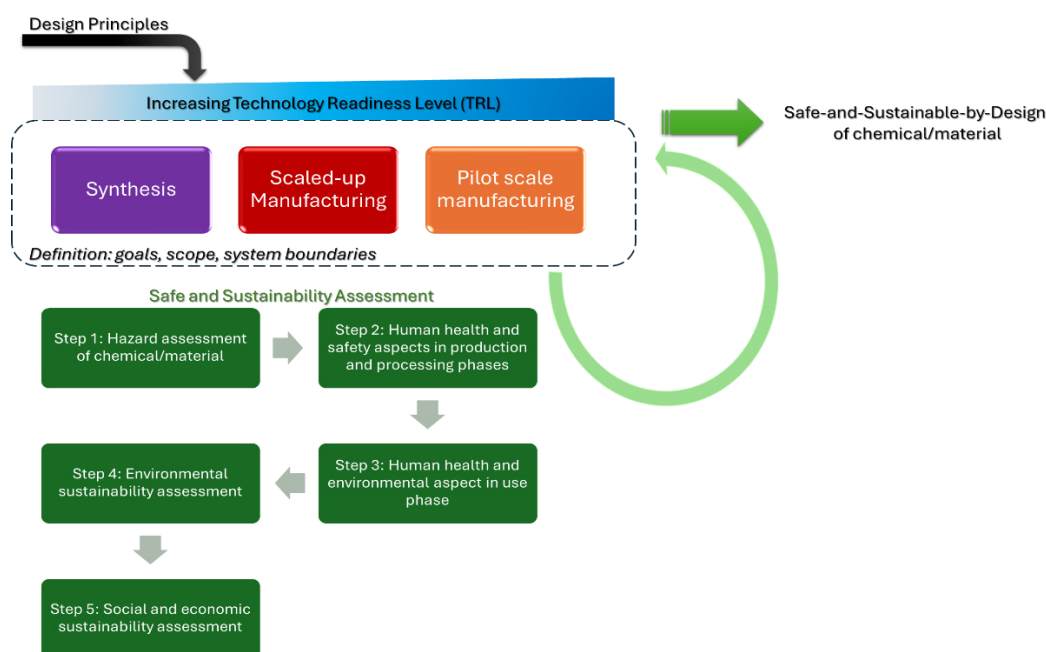 Design Principles
Increasing Technology Readiness Level (TRL)
Safe-and-Sustainable-by-Design
of chemical/material
Synthesis
Scaled-up
Manufacturing
Pilot scale
manufacturing
Definition: goals, scope, system boundaries
Safe and Sustainability Assessment
Step 1: Hazard assessment
of chemical/material
Step 2: Human health and
safety aspects in production
and processing phases
Step 3: Human health and
environmental aspect in use
phase
Step 4: Environmental
sustainability assessment
Step 5: Social and economic
sustainability assessment